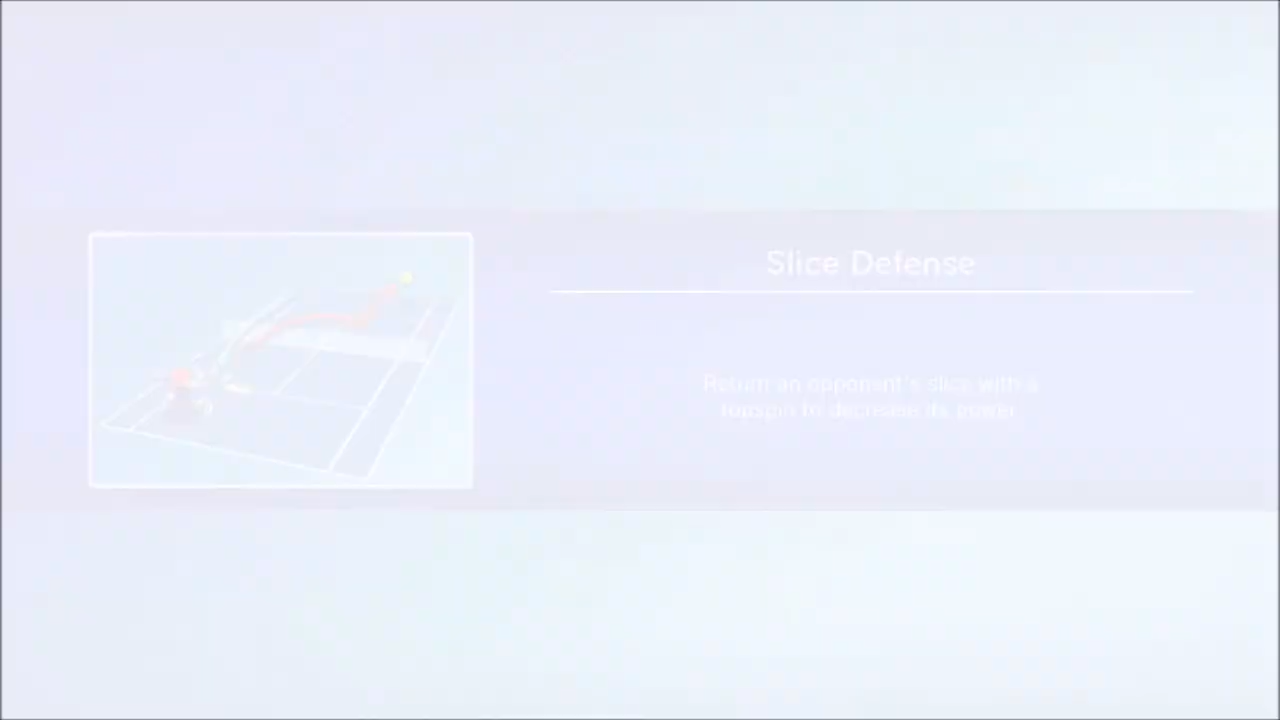 Slice Defense
Return an opponent's slice with a
topspin to decrease its power.